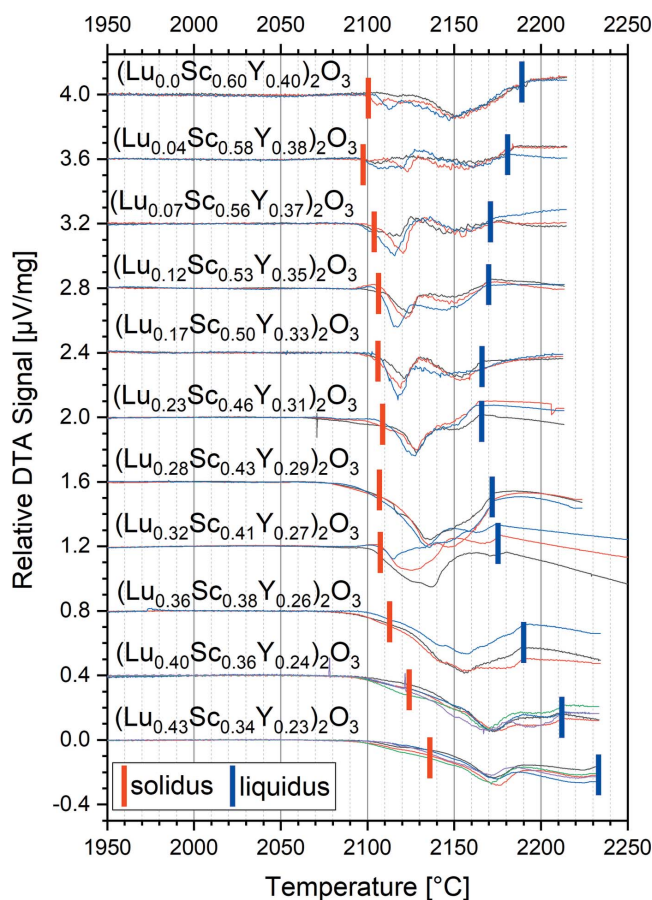 1950 2000 2050 2100 2150 2200 2250
(Lu0.0Sc0.60Y0.40)2O3
4.0
(Lu0.04Sc0.58Y0.38)2O3
3.6
(Lu0.07Sc0.56Y0.37)2O3
3.2
(Lu0.12Sc0.53Y0.35)2O3
2.8
(Lu0.17Sc0.50Y0.33)2O3
2.4
(Lu0.23Sc0.46Y0.31)2O3
2.0
(Lu0.28Sc0.43Y0.29)2O3
1.6
(Lu0.32Sc0.41Y0.27)2O3
1.2
(Lu0.36Sc0.38Y0.26)2O3
0.8
(Lu0.40Sc0.36Y0.24)2O3
0.4
(Lu0.43Sc0.34Y0.23)2O3
0.0
-0.4
Relative DTA Signal [µV/mg]
solidus liquidus
1950 2000 2050 2100 2150 2200 2250
Temperature [°C]